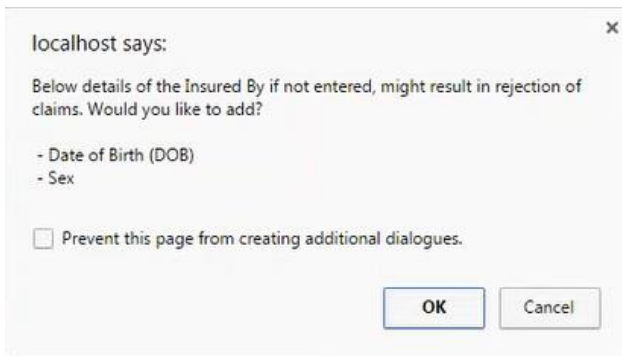 localhost says:
Below details of the Insured By if not entered, might result in rejection of
claims. Would you like to add?
- Date of Birth (DOB)
- Sex
Prevent this page from creating additional dialogues.
OK Cancel